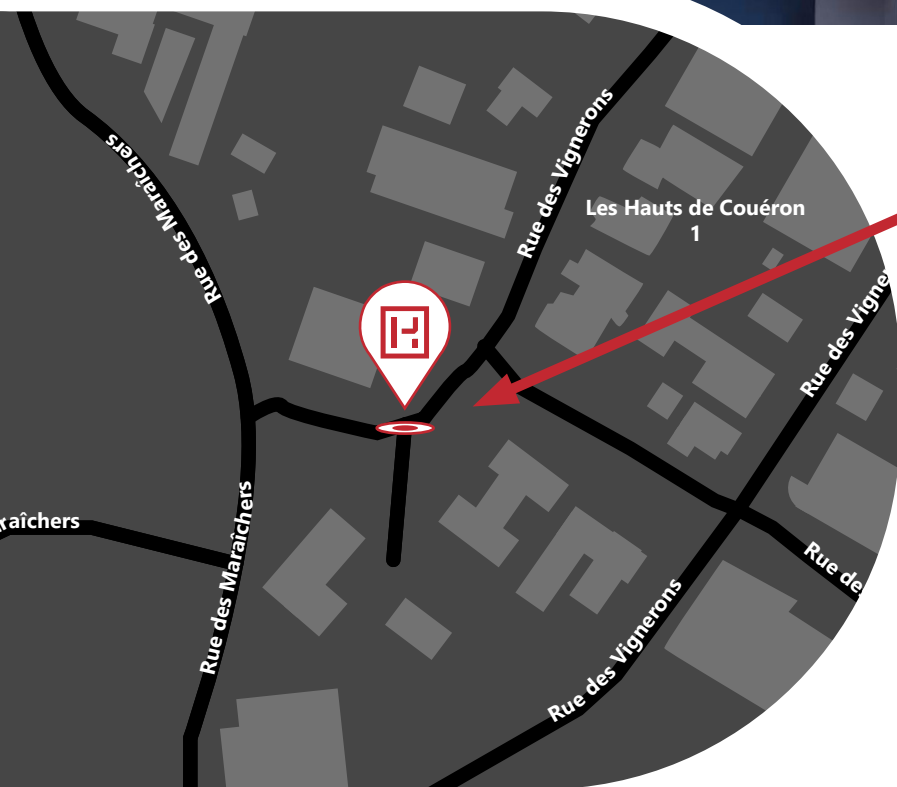 Rue des Maraîchers
Rue des Vignerons
Les Hauts de Couéron
1
Rue des Vigne
raîchers
Rue des Maraîchers
Rue des Vignerons
Rue de